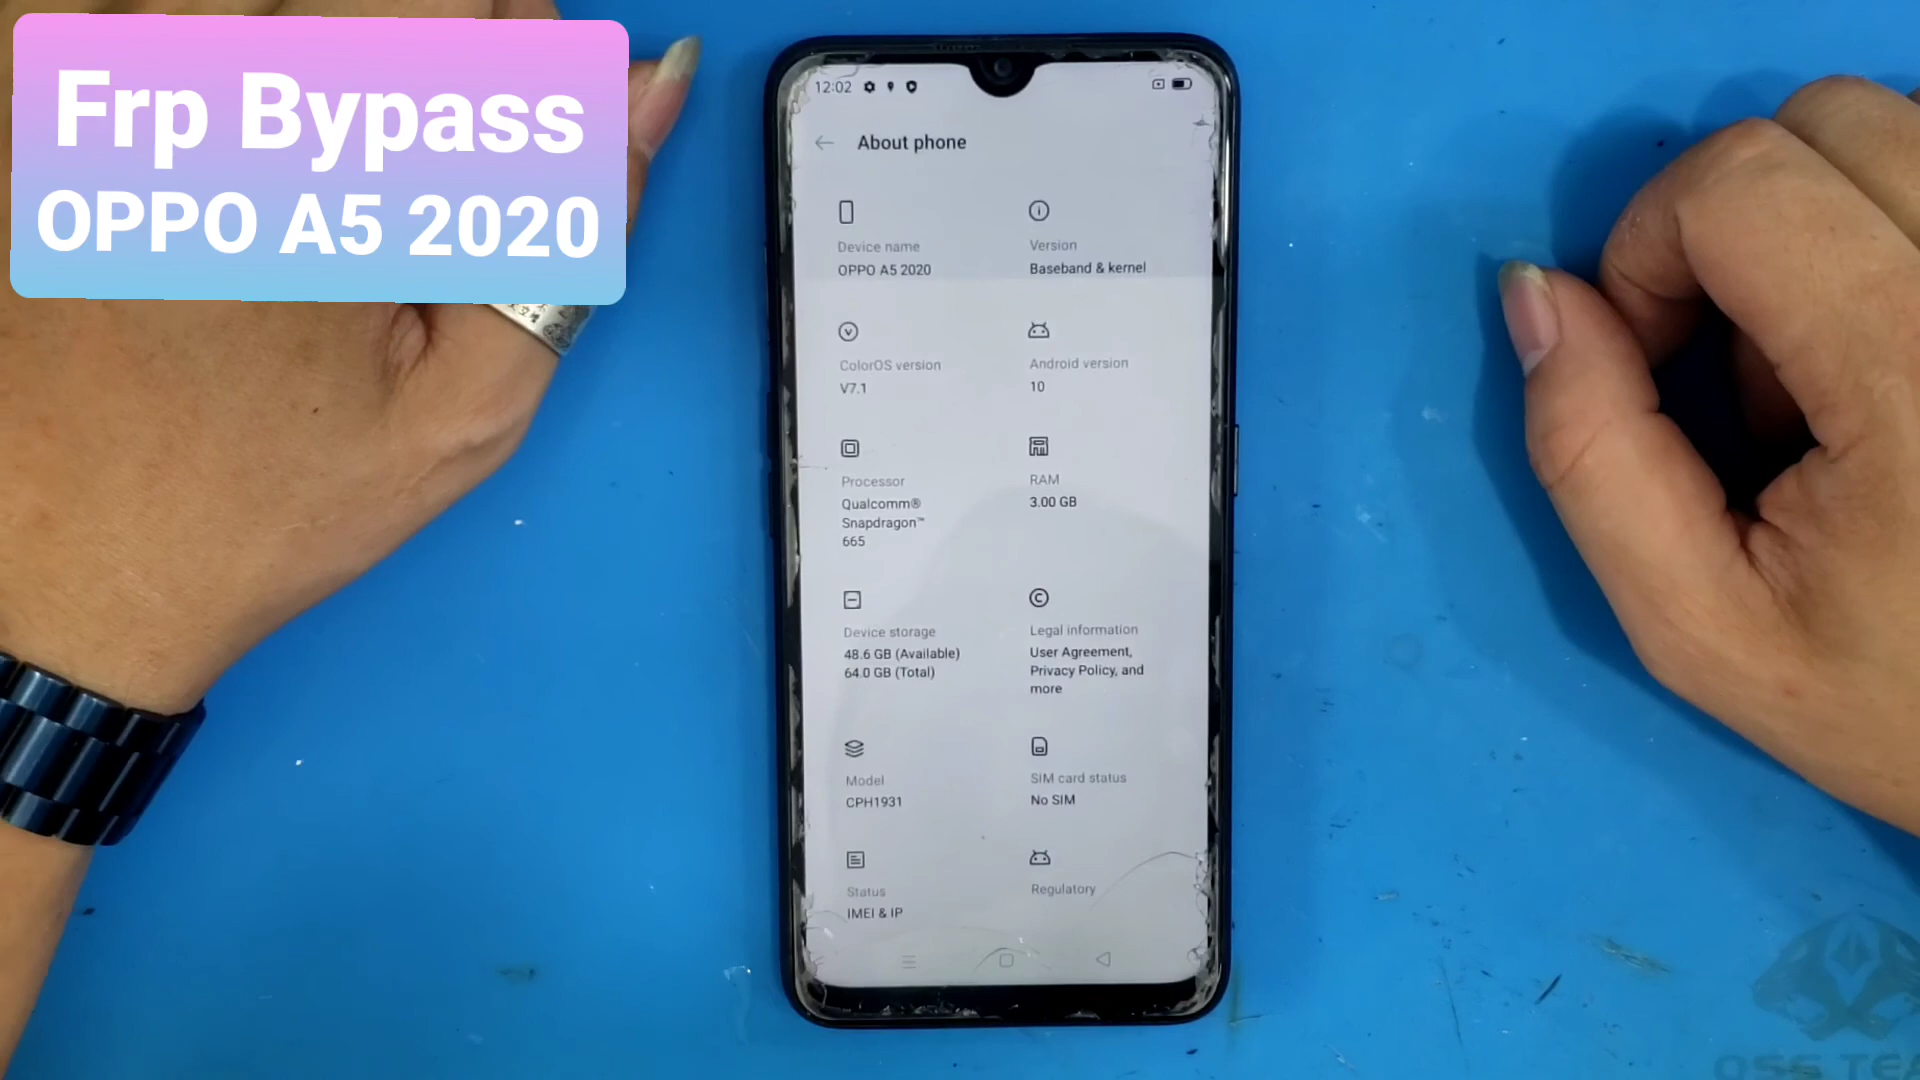 Frp Bypass
OPPO A5 2020
12:02
About phone
Device name
OPPO A5 2020
Version
Baseband & kernel
ColorOS version
V7.1
Android version
10
Processor
Qualcomm®
Snapdragon™
665
RAM
3.00 GB
Device storage
48.6 GB (Available)
64.0 GB (Total)
Legal information
User Agreement,
Privacy Policy, and
more
Model
CPH1931
SIM card status
No SIM
Status
IMEI & IP
Regulatory